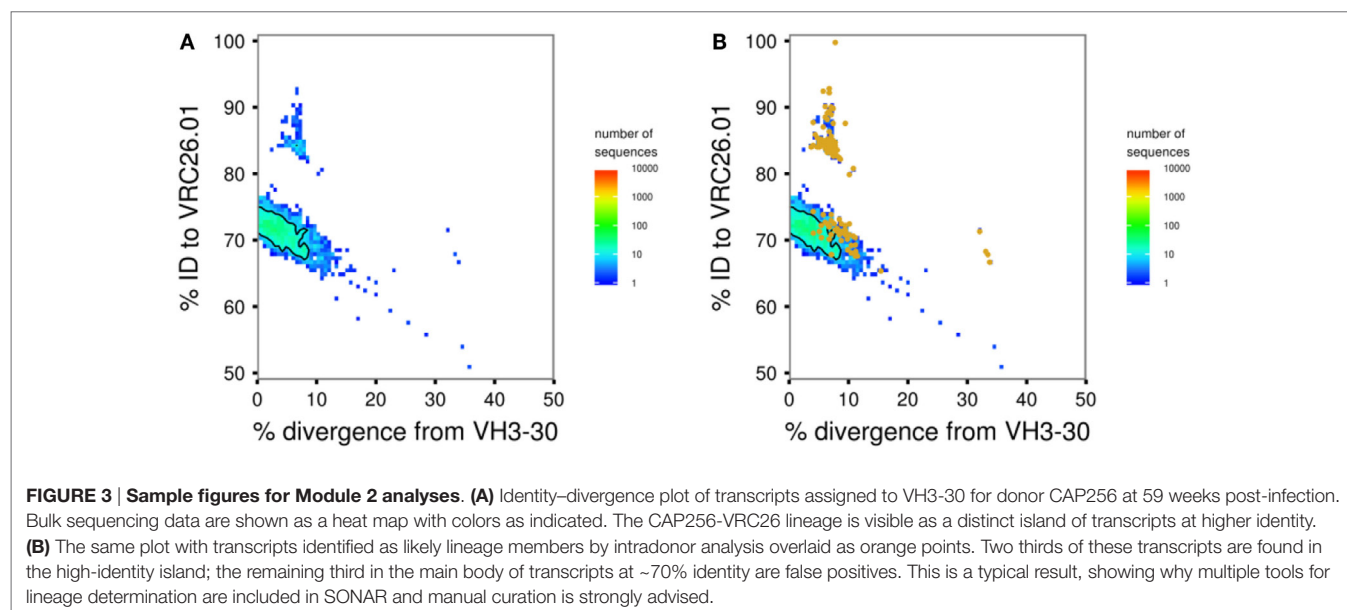 A
100
90
80
70
60
50
% ID to VRC26.01
0 10 20 30 40 50
% divergence from VH3-30
number of
sequences
10000
1000
100
10
1
B
100
90
80
70
60
50
% ID to VRC26.01
0 10 20 30 40 50
% divergence from VH3-30
number of
sequences
10000
1000
100
10
1
FIGURE 3 | Sample figures for Module 2 analyses. (A) Identity–divergence plot of transcripts assigned to VH3-30 for donor CAP256 at 59 weeks post-infection.
Bulk sequencing data are shown as a heat map with colors as indicated. The CAP256-VRC26 lineage is visible as a distinct island of transcripts at higher identity.
(B) The same plot with transcripts identified as likely lineage members by intradonor analysis overlaid as orange points. Two thirds of these transcripts are found in
the high-identity island; the remaining third in the main body of transcripts at ~70% identity are false positives. This is a typical result, showing why multiple tools for
lineage determination are included in SONAR and manual curation is strongly advised.